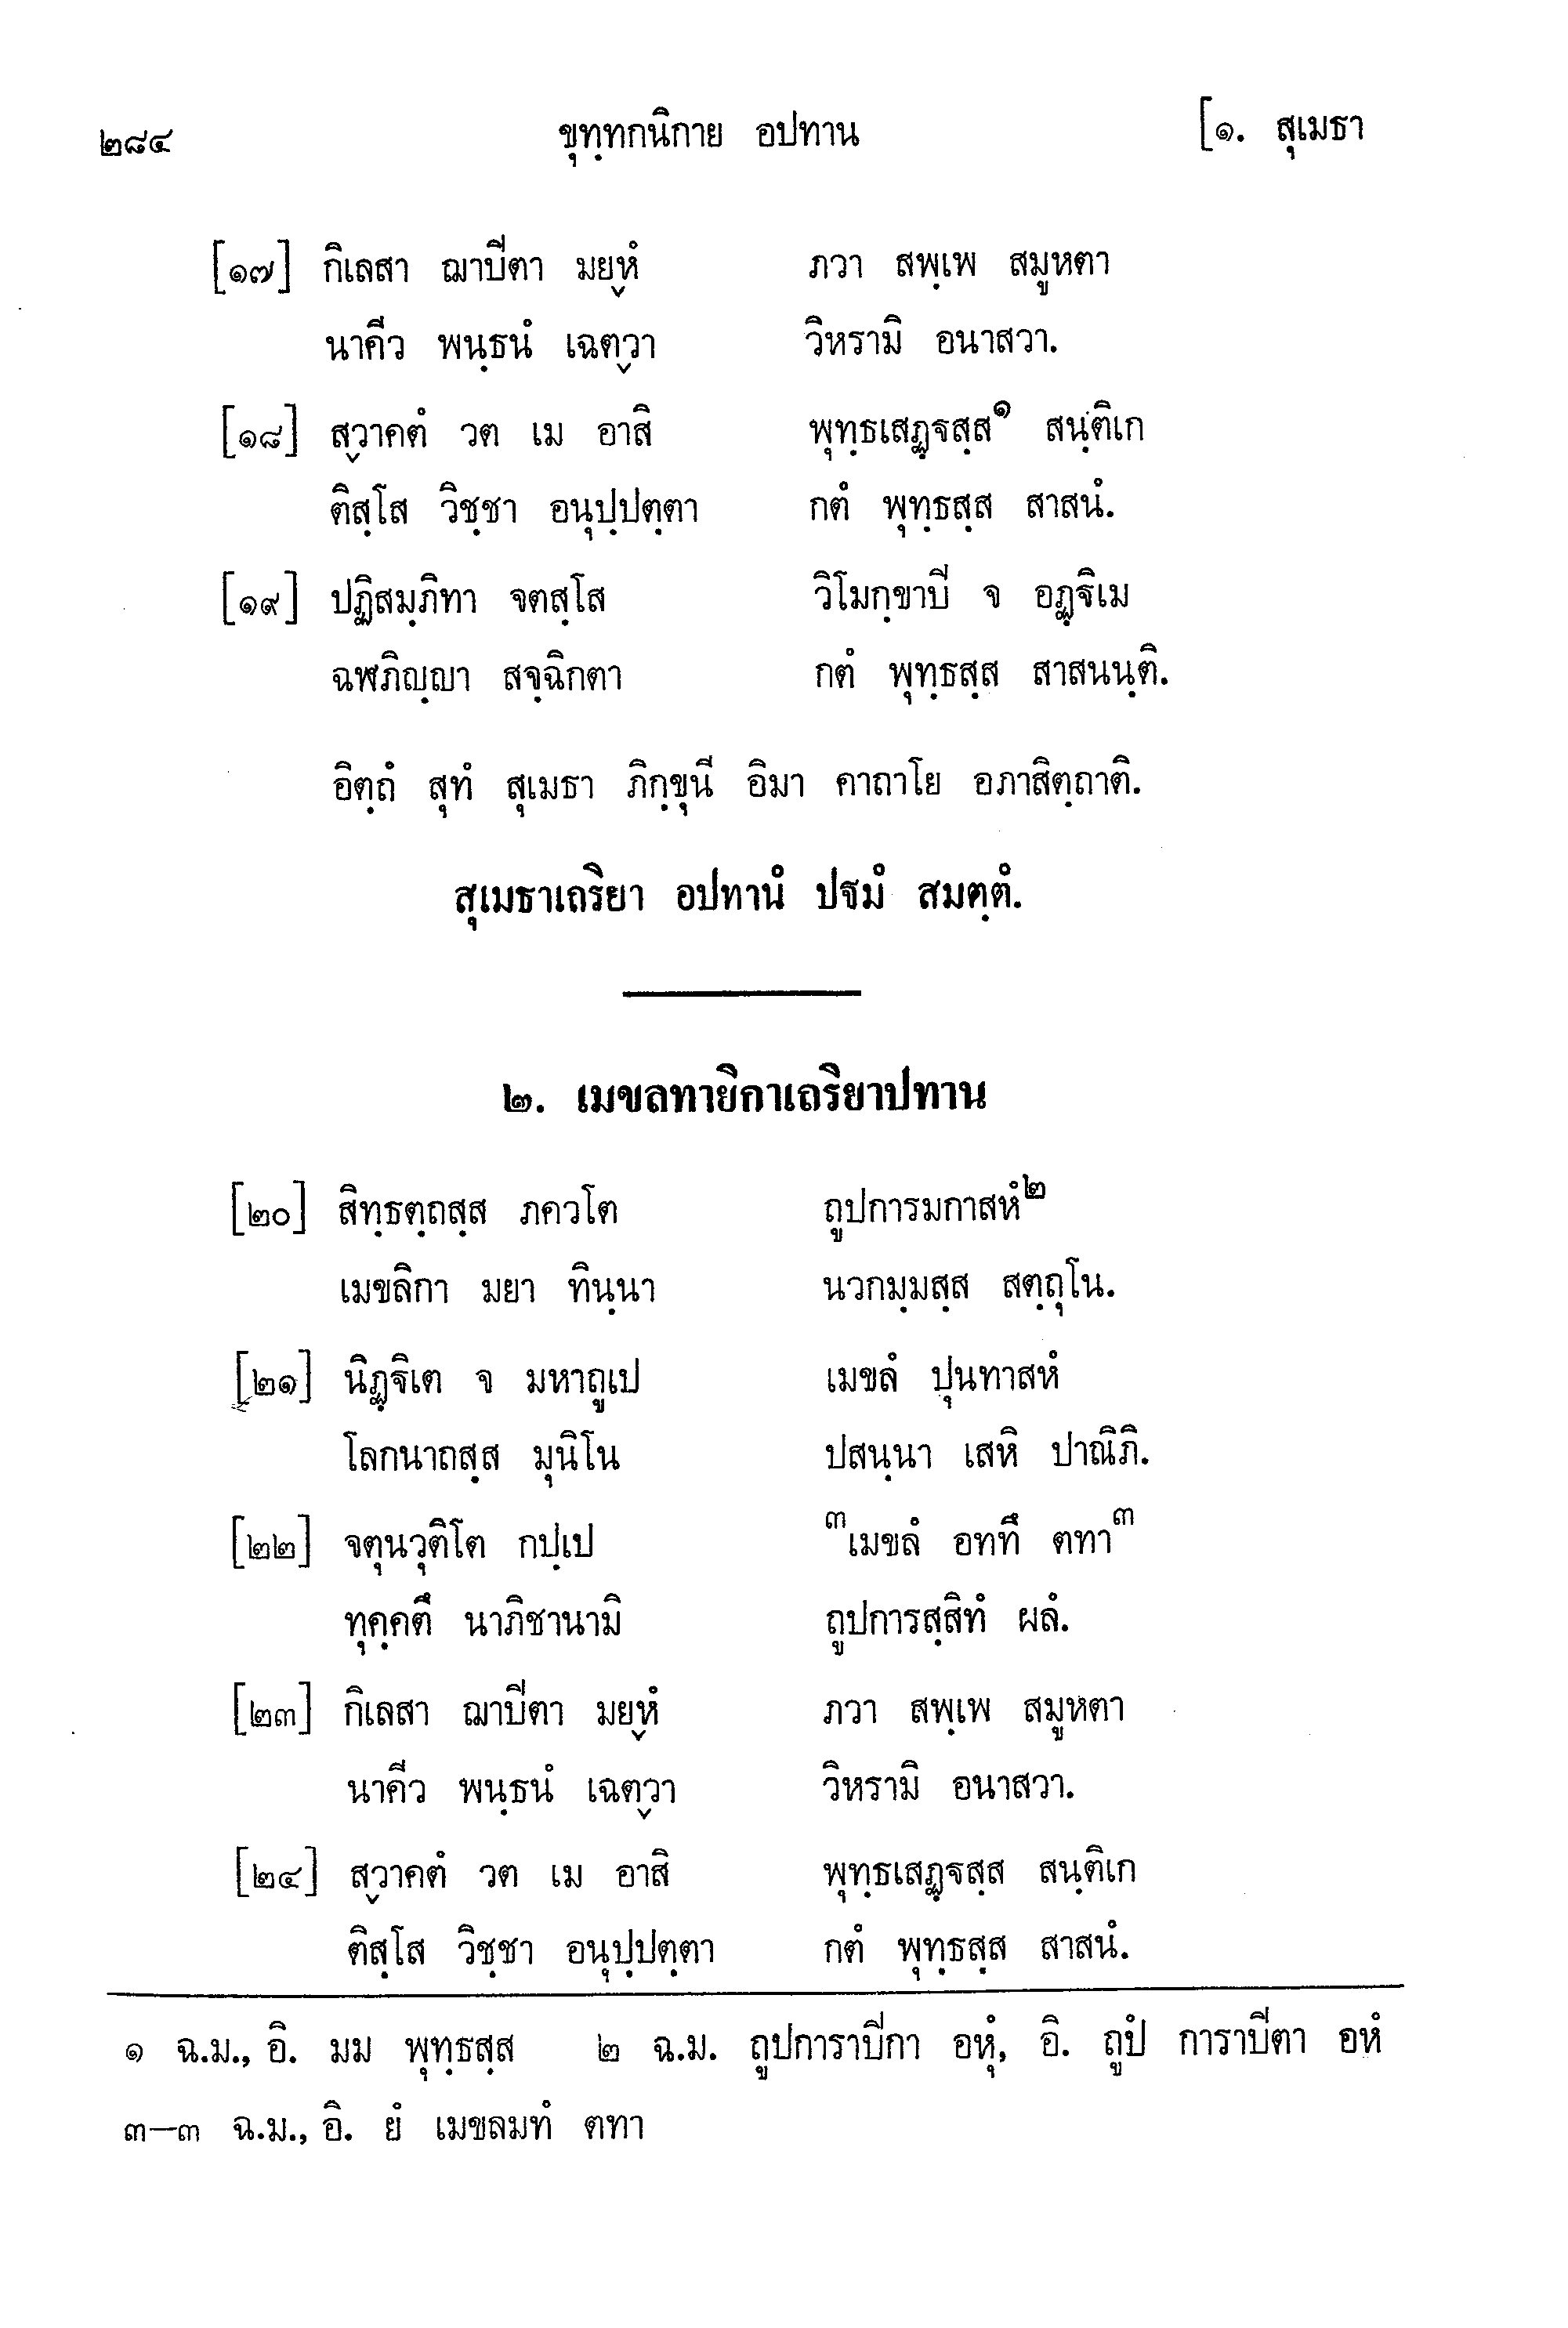 ๒๘๔ ขุทฺทกนิกาย อปทาน [๑. สุเมธา
[๑๗] กิเลสา ฌาปีตา มยฺหํ ภวา สพฺเพ สมูหตา
นาคีว พนฺธนํ เฉตฺวา วิหรามิ อนาสวา.
[๑๘] สฺวาคตํ วต เม อาสิ พุทฺธเสฏฺฐสฺส๑ สนฺติเก
ติสฺโส วิชฺชา อนุปฺปตฺตา กตํ พุทฺธสฺส สาสนํ.
[๑๙] ปฏิสมฺภิทา จตสฺโส วิโมกฺขาปี จ อฏฺฐิเม
ฉฬภิญฺญา สจฺฉิกตา กตํ พุทฺธสฺส สาสนนฺติ.
อิตฺถํ สุทํ สุเมธา ภิกฺขุนี อิมา คาถาโย อภาสิตฺถาติ.
สุเมธาเถริยา อปทานํ ปฐมํ สมตฺตํ.
๒. เมขลทายิกาเถริยาปทาน
[๒๐] สิทฺธตฺถสฺส ภควโต ถูปการมกาสหํ๒
เมขลิกา มยา ทินฺนา นวกมฺมสฺส สตฺถุโน.
[๒๑] นิฏฺฐิเต จ มหาถูเป เมขลํ ปุนทาสหํ
โลกนาถสฺส มุนิโน ปสนฺนา เสหิ ปาณิภิ.
[๒๒] จตุนวุติโต กปฺเป ๓เมขลํ อททึ ตทา๓
ทุคฺคตึ นาภิชานามิ ถูปการสฺสิทํ ผลํ.
[๒๓] กิเลสา ฌาปีตา มยฺหํ ภวา สพฺเพ สมูหตา
นาคีว พนฺธนํ เฉตฺวา วิหรามิ อนาสวา.
[๒๔] สฺวาคตํ วต เม อาสิ พุทฺธเสฏฺฐสฺส สนฺติเก
ติสฺโส วิชฺชา อนุปฺปตฺตา กตํ พุทฺธสฺส สาสนํ.
๑ ฉ.ม., อิ. มม พุทฺธสฺส ๒ ฉ.ม. ถูปการาปีกา อหุํ, อิ. ถูปํ การาปีตา อหํ
๓–๓ ฉ.ม., อิ. ยํ เมขลมทํ ตทา